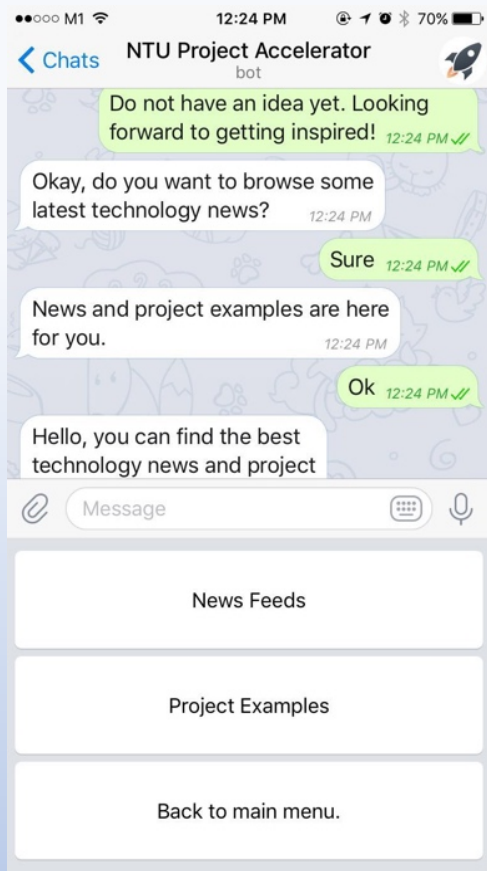 M1 12:24 PM 70%
Chats NTU Project Accelerator
bot
Do not have an idea yet. Looking
forward to getting inspired! 12:24 PM
Okay, do you want to browse some
latest technology news? 12:24 PM
Sure 12:24 PM
News and project examples are here
for you. 12:24 PM
Ok 12:24 PM
Hello, you can find the best
technology news and project
Message
News Feeds
Project Examples
Back to main menu.